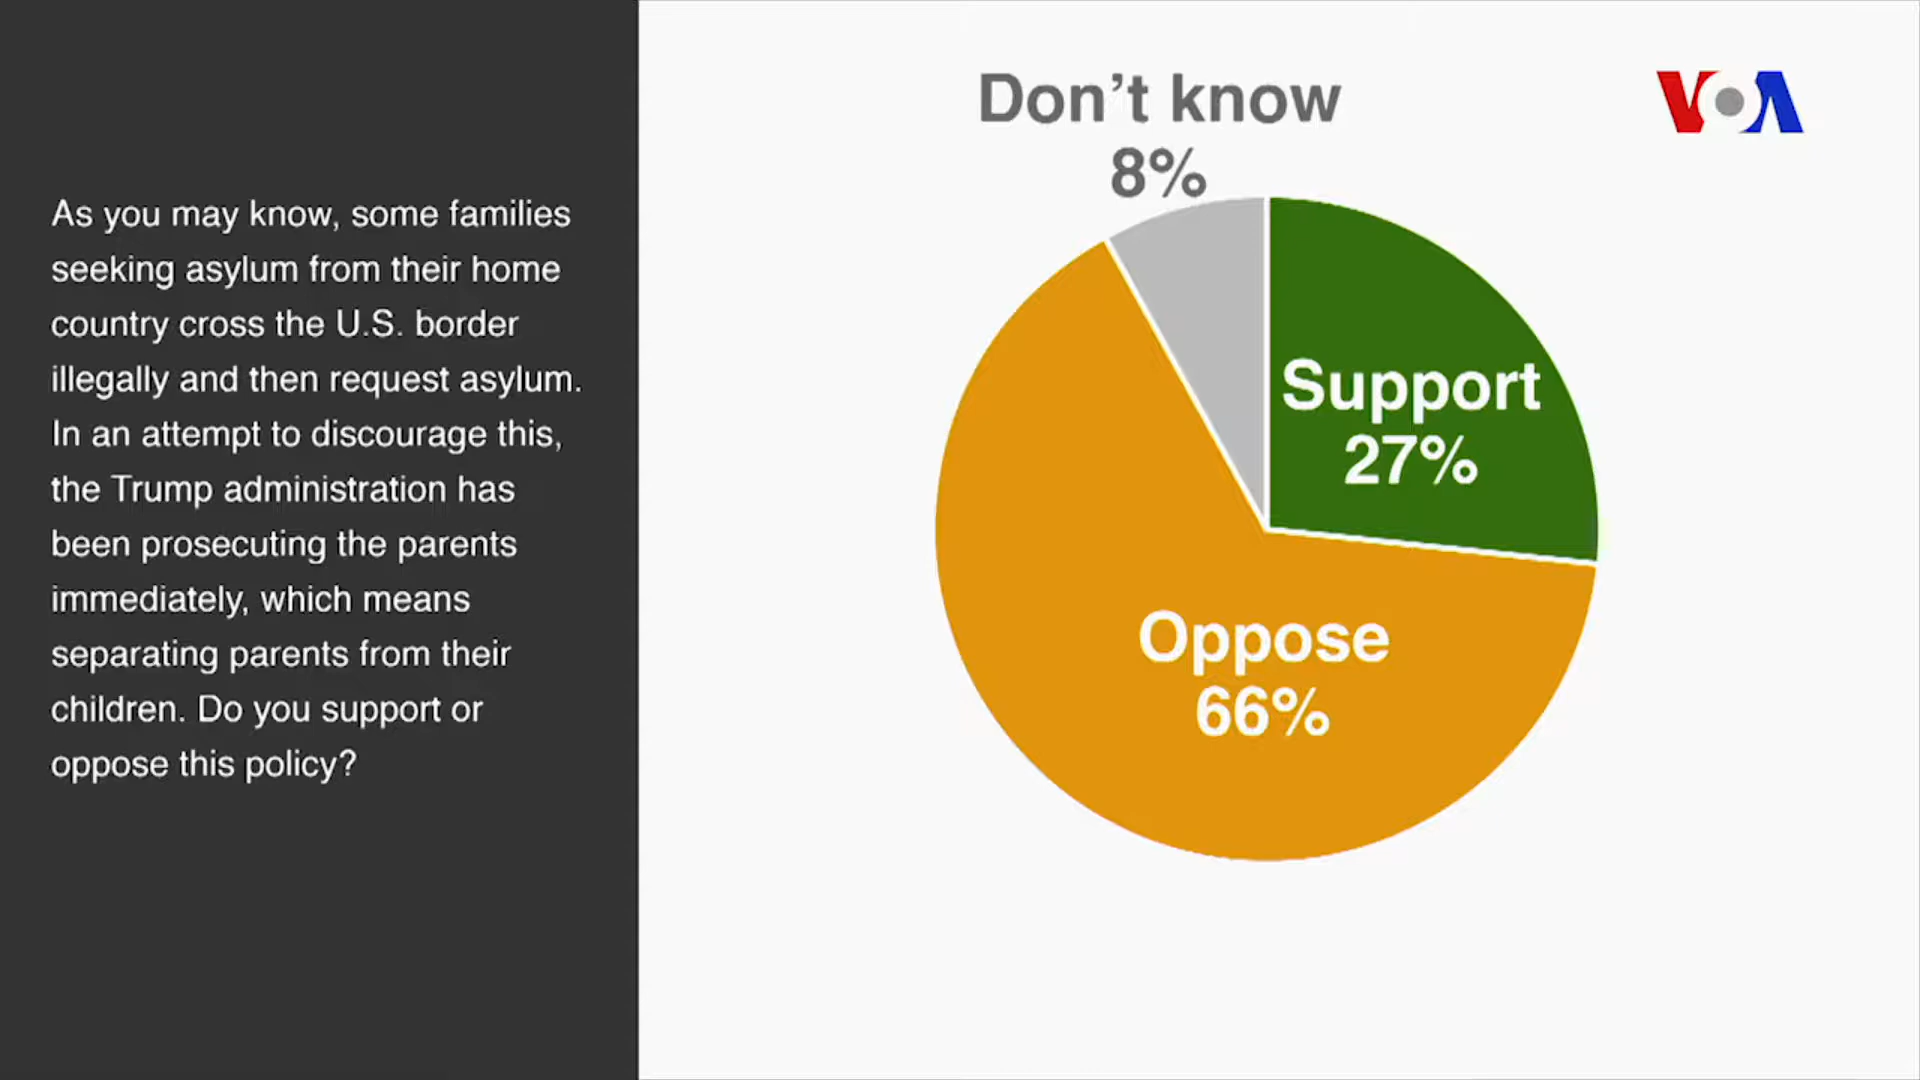 As you may know, some families
seeking asylum from their home
country cross the U.S. border
illegally and then request asylum.
In an attempt to discourage this,
the Trump administration has
been prosecuting the parents
immediately, which means
separating parents from their
children. Do you support or
oppose this policy?
Don’t know
8%
VOA
Support
27%
Oppose
66%